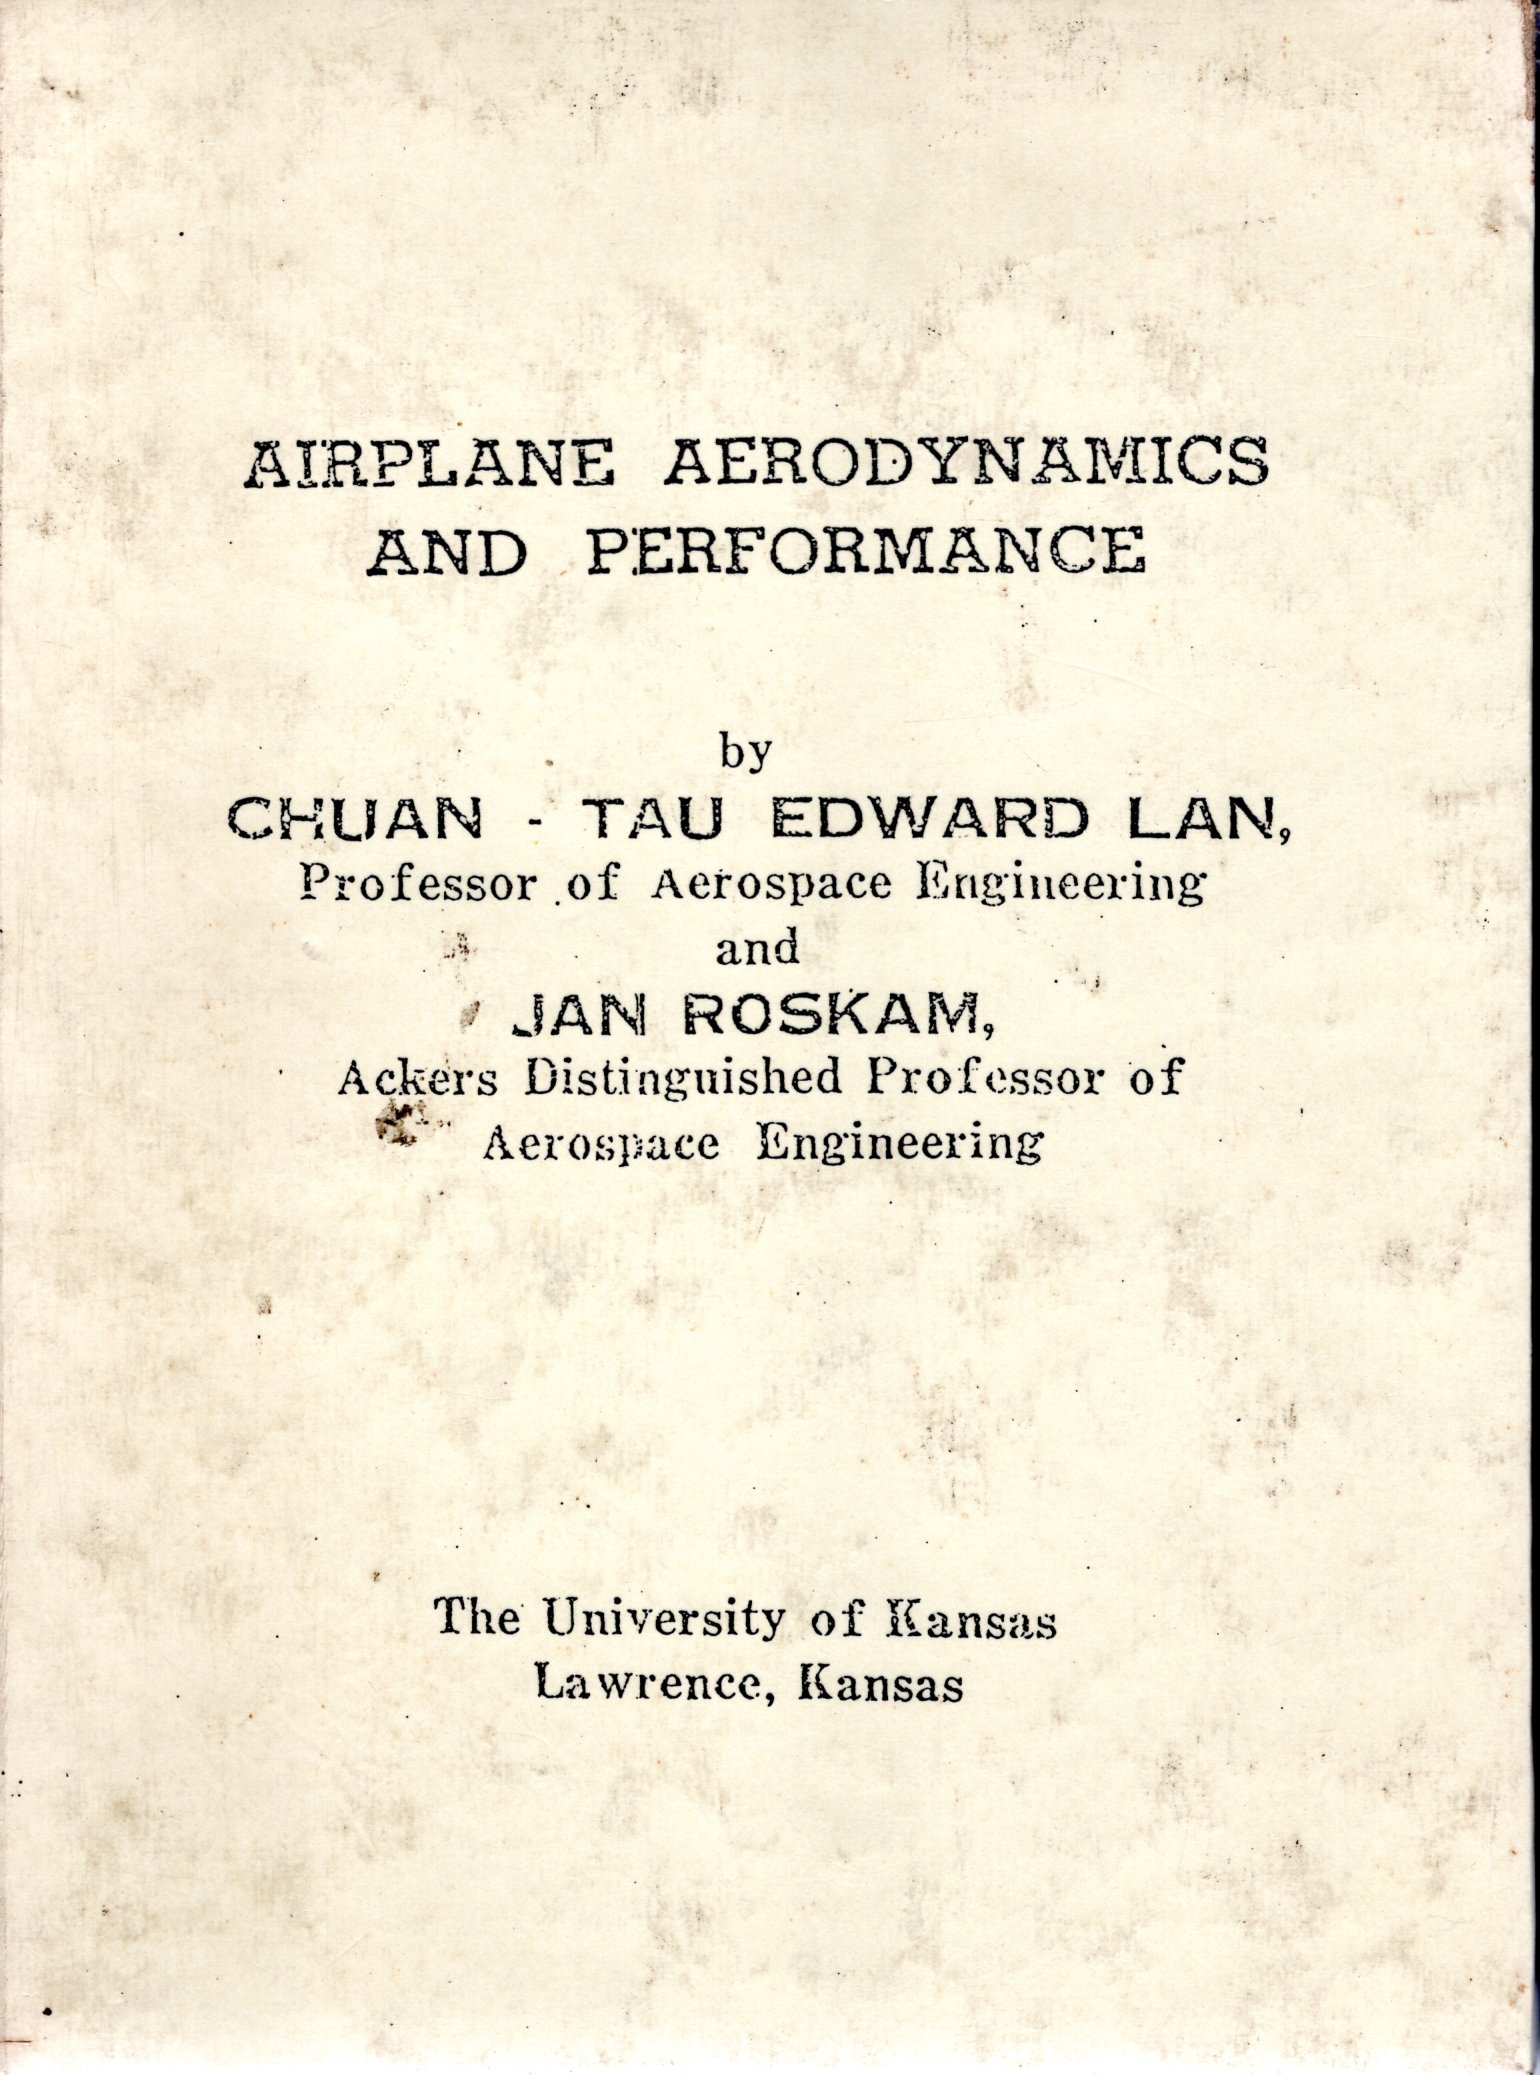 AIRPLANE AERODYNAMICS
AND PERFORMANCE
by
CHUAN - TAU EDWARD LAN,
Professor of Aerospace Engineering
and
JAN ROSKAM,
Ackers Distinguished Professor of
Aerospace Engineering
The University of Kansas
Lawrence, Kansas